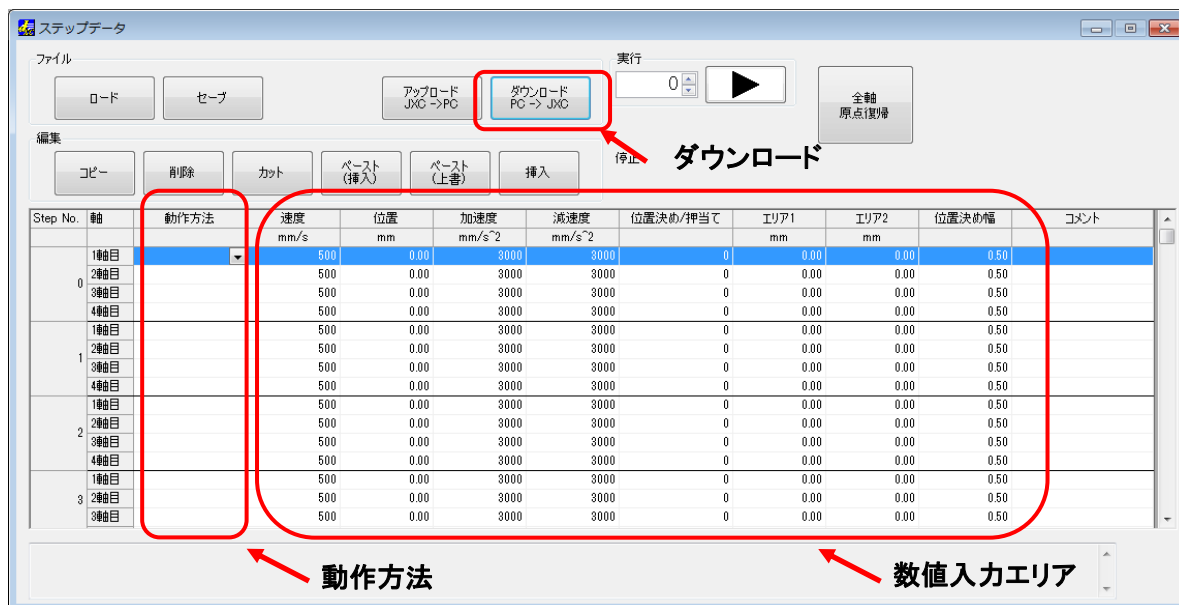 ステップデータ
ファイル
ロード
セーブ
アップロード
JXC ->PC
ダウンロード
PC -> JXC
実行
0
全軸
原点復帰
編集
コピー
削除
カット
ペースト
(挿入)
ペースト
(上書)
挿入
停止
ダウンロード
Step No. 軸 動作方法 速度 位置 加速度 減速度 位置決め/押当て エリア1 エリア2 位置決め幅 コメント
mm/s mm mm/s^2 mm/s^2 mm mm
0
1軸目 500 0.00 3000 3000 0 0.00 0.00 0.50
2軸目 500 0.00 3000 3000 0 0.00 0.00 0.50
3軸目 500 0.00 3000 3000 0 0.00 0.00 0.50
4軸目 500 0.00 3000 3000 0 0.00 0.00 0.50
1
1軸目 500 0.00 3000 3000 0 0.00 0.00 0.50
2軸目 500 0.00 3000 3000 0 0.00 0.00 0.50
3軸目 500 0.00 3000 3000 0 0.00 0.00 0.50
4軸目 500 0.00 3000 3000 0 0.00 0.00 0.50
2
1軸目 500 0.00 3000 3000 0 0.00 0.00 0.50
2軸目 500 0.00 3000 3000 0 0.00 0.00 0.50
3軸目 500 0.00 3000 3000 0 0.00 0.00 0.50
4軸目 500 0.00 3000 3000 0 0.00 0.00 0.50
3
1軸目 500 0.00 3000 3000 0 0.00 0.00 0.50
2軸目 500 0.00 3000 3000 0 0.00 0.00 0.50
3軸目 500 0.00 3000 3000 0 0.00 0.00 0.50
動作方法
数値入力エリア